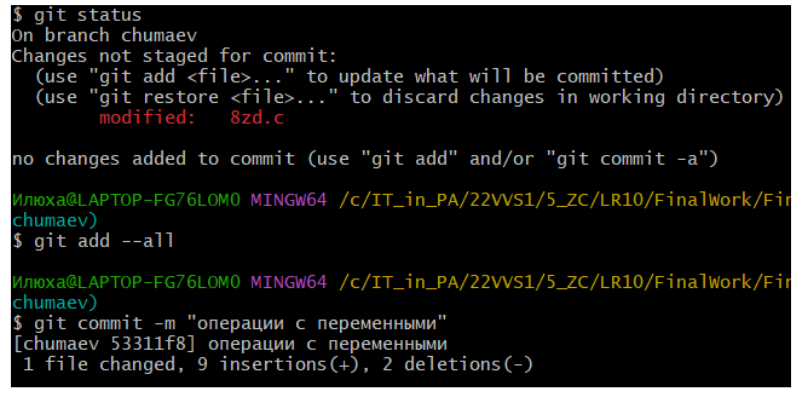 $ git status
On branch chumaev
Changes not staged for commit:
  (use "git add <file>..." to update what will be committed)
  (use "git restore <file>..." to discard changes in working directory)
        modified:   8zd.c

no changes added to commit (use "git add" and/or "git commit -a")

Илюха@LAPTOP-FG76LOM0 MINGW64 /c/IT_in_PA/22VVS1/5_ZC/LR10/FinalWork/Fir
chumaev)
$ git add --all

Илюха@LAPTOP-FG76LOM0 MINGW64 /c/IT_in_PA/22VVS1/5_ZC/LR10/FinalWork/Fir
chumaev)
$ git commit -m "операции с переменными"
[chumaev 53311f8] операции с переменными
 1 file changed, 9 insertions(+), 2 deletions(-)